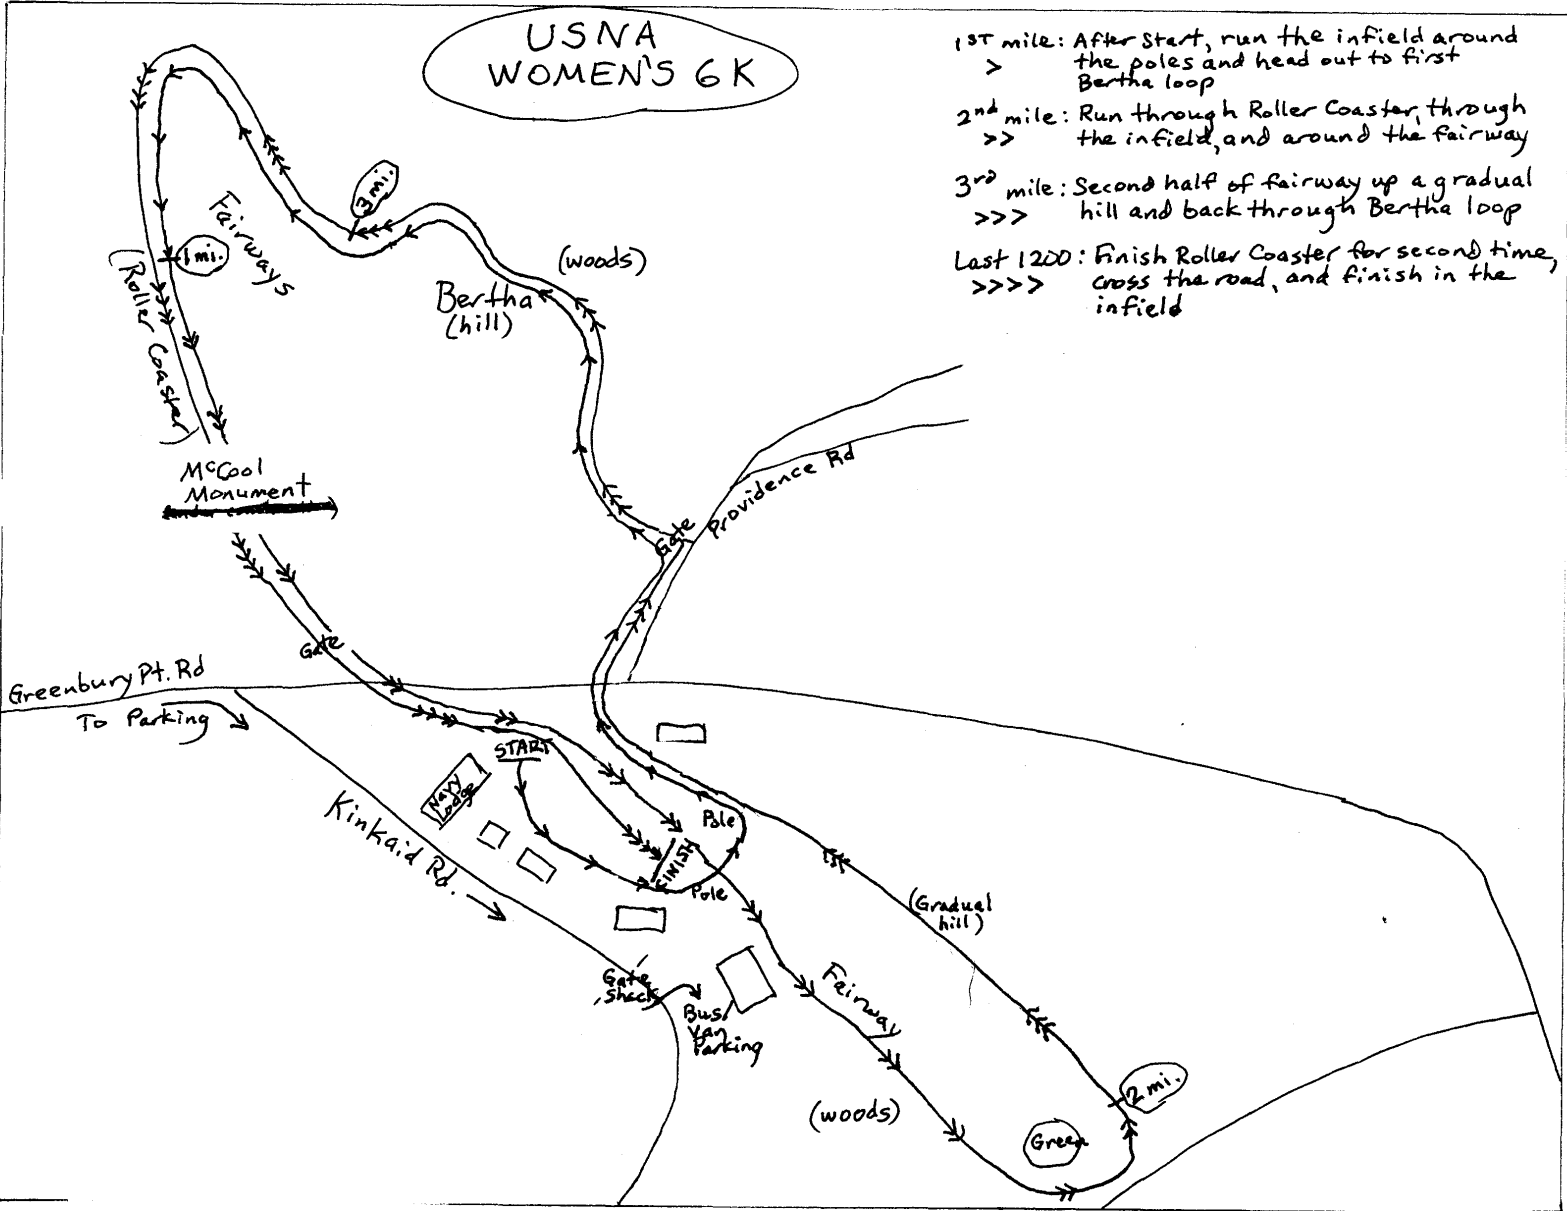 USNA
WOMEN'S 6K
1ST mile: After Start, run the infield around
> the poles and head out to first
Bertha loop
2nd mile: Run through Roller Coaster, through
>> the infield, and around the fairway
3rd mile: Second half of fairway up a gradual
>>> hill and back through Bertha loop
Last 1200: Finish Roller Coaster for second time,
>>>> cross the road, and finish in the
infield
3 mi.
Fairways
1 mi.
(Roller Coaster)
(woods)
Bertha
(hill)
McCool
Monument
Providence Rd
Gate
Gate
Greenbury Pt. Rd
To Parking
START
Navy
Lodge
Kinkaid Rd.
Pole
FINISH
Pole
(Gradual
hill)
Gate
Shack
Bus/
Van
Parking
Fairway
2 mi.
(woods)
Green